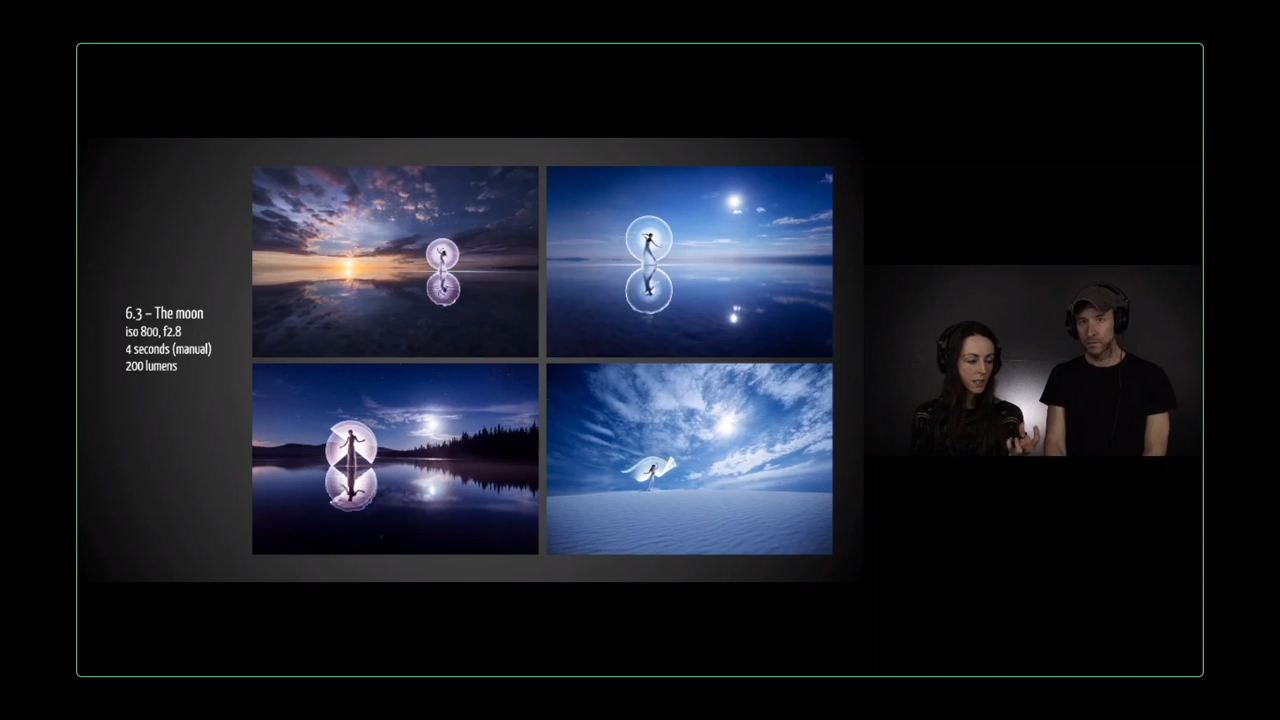 6.3 – The moon
iso 800, f2.8
4 seconds (manual)
200 lumens